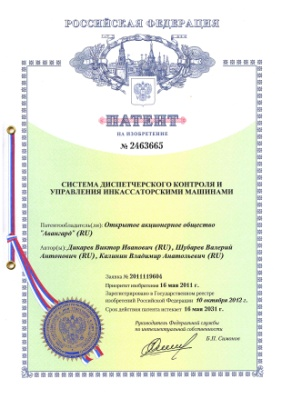 РОССИЙСКАЯ ФЕДЕРАЦИЯ
ПАТЕНТ
НА ИЗОБРЕТЕНИЕ
№ 2463665
СИСТЕМА ДИСПЕТЧЕРСКОГО КОНТРОЛЯ И
УПРАВЛЕНИЯ ИНКАССАТОРСКИМИ МАШИНАМИ
Патентообладатель(ли): Открытое акционерное общество
"Авангард" (RU)
Автор(ы): Дикарев Виктор Иванович (RU), Шубарев Валерий
Антонович (RU), Калинин Владимир Анатольевич (RU)
Заявка № 2011119604
Приоритет изобретения 16 мая 2011 г.
Зарегистрировано в Государственном реестре
изобретений Российской Федерации 10 октября 2012 г.
Срок действия патента истекает 16 мая 2031 г.
Руководитель Федеральной службы
по интеллектуальной собственности
Б.П. Симонов